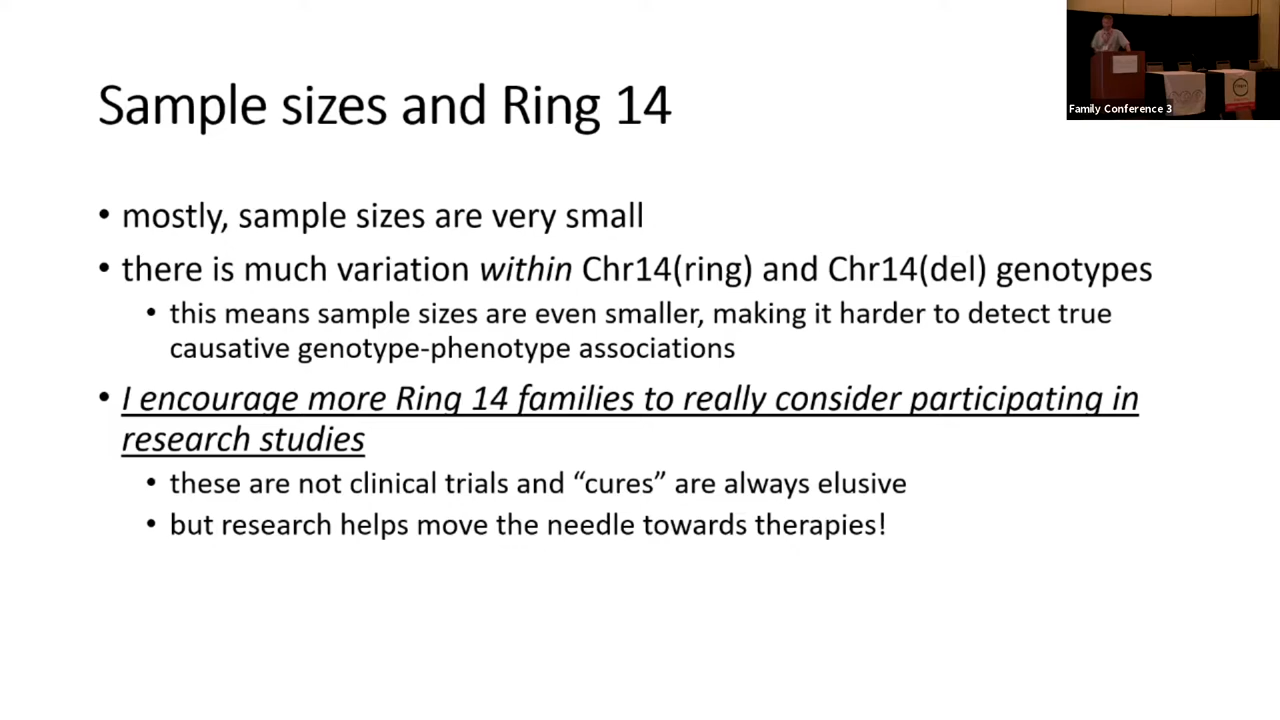 Sample sizes and Ring 14
• mostly, sample sizes are very small
• there is much variation within Chr14(ring) and Chr14(del) genotypes
• this means sample sizes are even smaller, making it harder to detect true
causative genotype-phenotype associations
• I encourage more Ring 14 families to really consider participating in
research studies
• these are not clinical trials and “cures” are always elusive
• but research helps move the needle towards therapies!
Family Conference 3